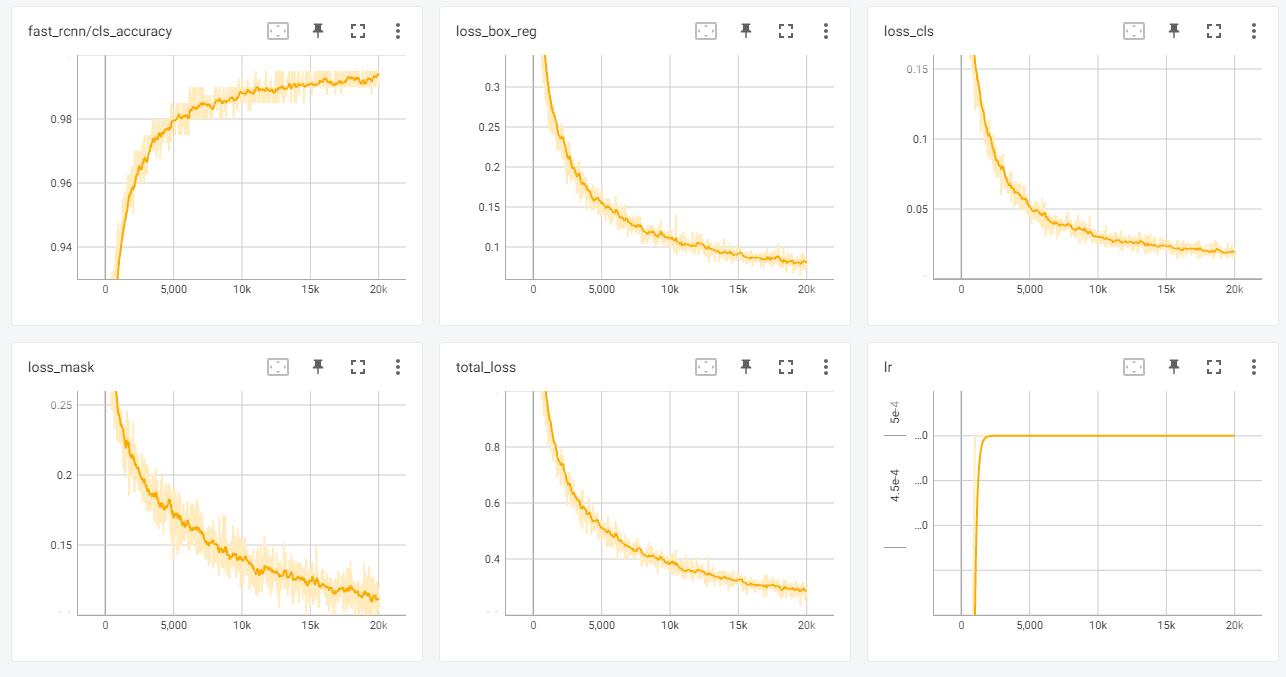 fast_rcnn/cls_accuracy
0.98
0.96
0.94
0 5,000 10k 15k 20k
loss_box_reg
0.3
0.25
0.2
0.15
0.1
0 5,000 10k 15k 20k
loss_cls
0.15
0.1
0.05
0 5,000 10k 15k 20k
loss_mask
0.25
0.2
0.15
0 5,000 10k 15k 20k
total_loss
0.8
0.6
0.4
0 5,000 10k 15k 20k
lr
5e-4
...0
4.5e-4
...0
...0
0 5,000 10k 15k 20k